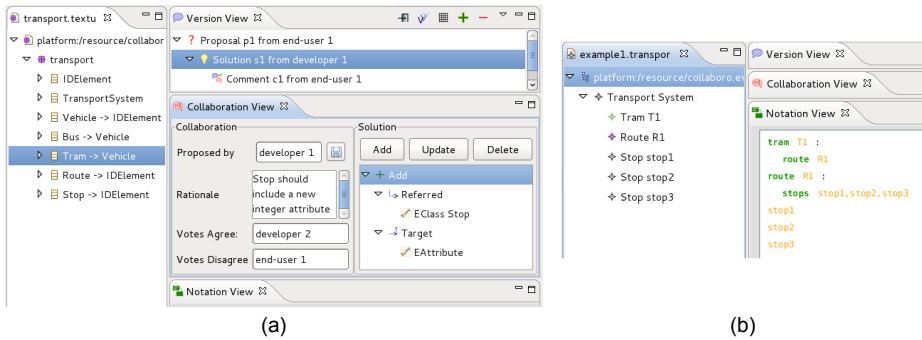 transport.textu
platform:/resource/collabor
transport
IDElement
TransportSystem
Vehicle -> IDElement
Bus -> Vehicle
Tram -> Vehicle
Route -> IDElement
Stop -> IDElement
Version View
? Proposal p1 from end-user 1
Solution s1 from developer 1
Comment c1 from end-user 1
Collaboration View
Collaboration
Proposed by
developer 1
Rationale
Stop should
include a new
integer attribute
Votes Agree:
developer 2
Votes Disagree
end-user 1
Solution
Add
Update
Delete
Add
Referred
EClass Stop
Target
EAttribute
Notation View
(a)
example1.transpor
platform:/resource/collaboro.ex
Transport System
Tram T1
Route R1
Stop stop1
Stop stop2
Stop stop3
Version View
Collaboration View
Notation View
tram T1 :
route R1
route R1 :
stops stop1,stop2,stop3
stop1
stop2
stop3
(b)